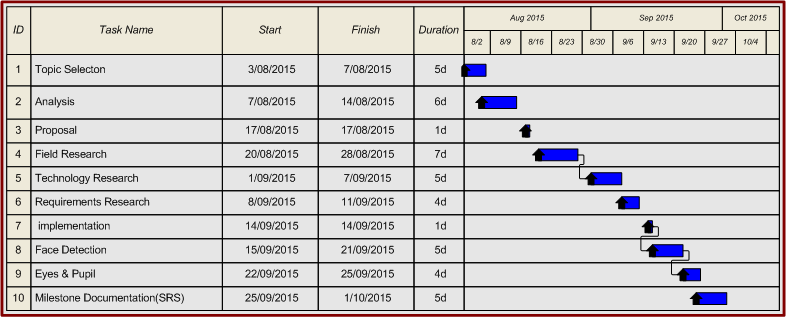 ID Task Name Start Finish Duration Aug 2015 Sep 2015 Oct 2015
8/2 8/9 8/16 8/23 8/30 9/6 9/13 9/20 9/27 10/4
1 Topic Selecton 3/08/2015 7/08/2015 5d
2 Analysis 7/08/2015 14/08/2015 6d
3 Proposal 17/08/2015 17/08/2015 1d
4 Field Research 20/08/2015 28/08/2015 7d
5 Technology Research 1/09/2015 7/09/2015 5d
6 Requirements Research 8/09/2015 11/09/2015 4d
7 implementation 14/09/2015 14/09/2015 1d
8 Face Detection 15/09/2015 21/09/2015 5d
9 Eyes & Pupil 22/09/2015 25/09/2015 4d
10 Milestone Documentation(SRS) 25/09/2015 1/10/2015 5d